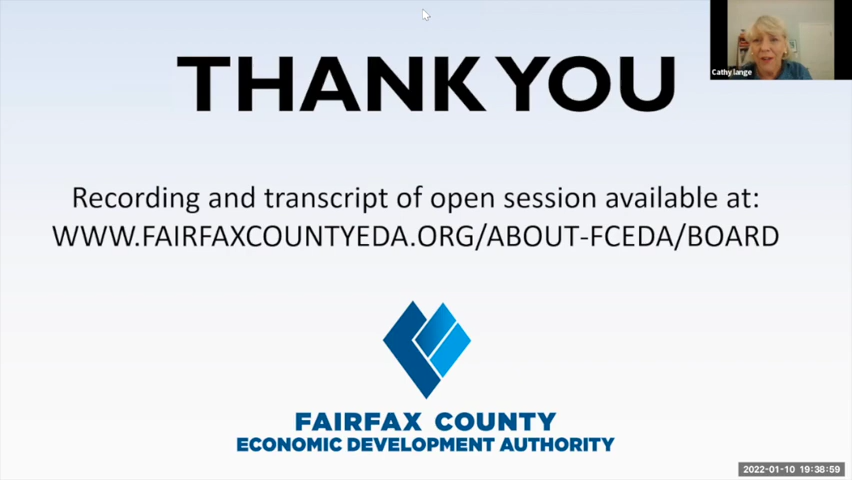 Cathy lange
THANK YOU
Recording and transcript of open session available at:
WWW.FAIRFAXCOUNTYEDA.ORG/ABOUT-FCEDA/BOARD
FAIRFAX COUNTY
ECONOMIC DEVELOPMENT AUTHORITY
2022-01-10 19:38:59